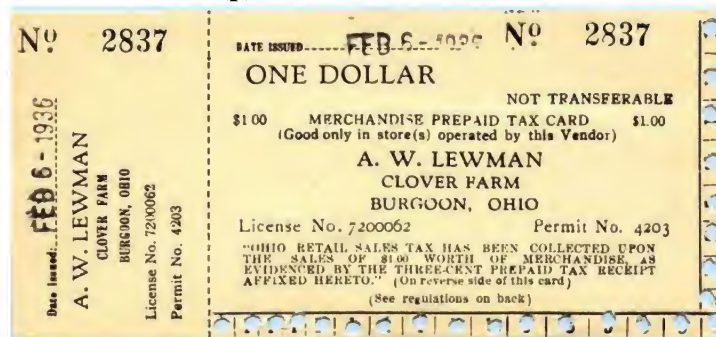 Nº 2837
Date Issued: FEB 6 - 1936
A. W. LEWMAN
CLOVER FARM
BURGOON, OHIO
License No. 7200062
Permit No. 4203
DATE ISSUED FEB 6 - 1936 Nº 2837
ONE DOLLAR
NOT TRANSFERABLE
$1 00 MERCHANDISE PREPAID TAX CARD $1.00
(Good only in store(s) operated by this Vendor)
A. W. LEWMAN
CLOVER FARM
BURGOON, OHIO
License No. 7200062 Permit No. 4203
"OHIO RETAIL SALES TAX HAS BEEN COLLECTED UPON
THE SALES OF $1.00 WORTH OF MERCHANDISE, AS
EVIDENCED BY THE THREE-CENT PREPAID TAX RECEIPT
AFFIXED HERETO." (On reverse side of this card)
(See regulations on back)